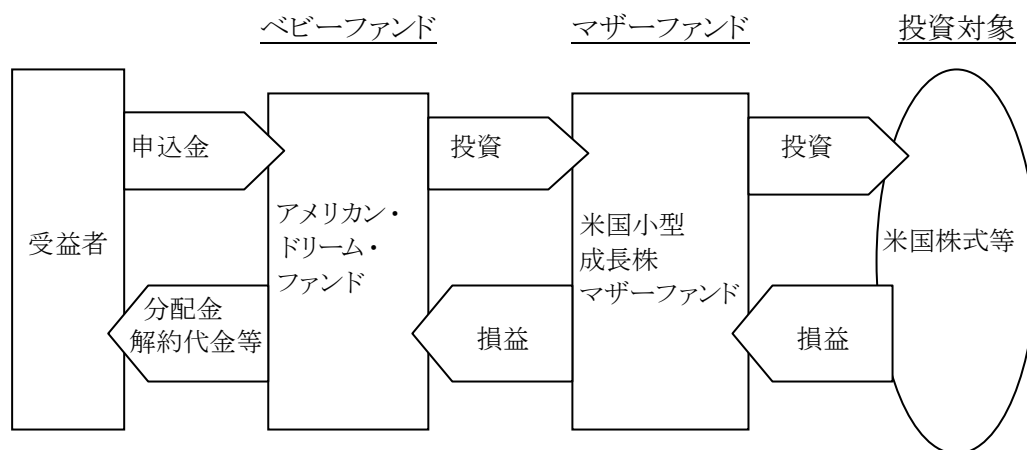 ベビーファンド
マザーファンド
投資対象
申込金
投資
投資
受益者
アメリカン・
ドリーム・
ファンド
米国小型
成長株
マザーファンド
米国株式等
分配金
解約代金等
損益
損益